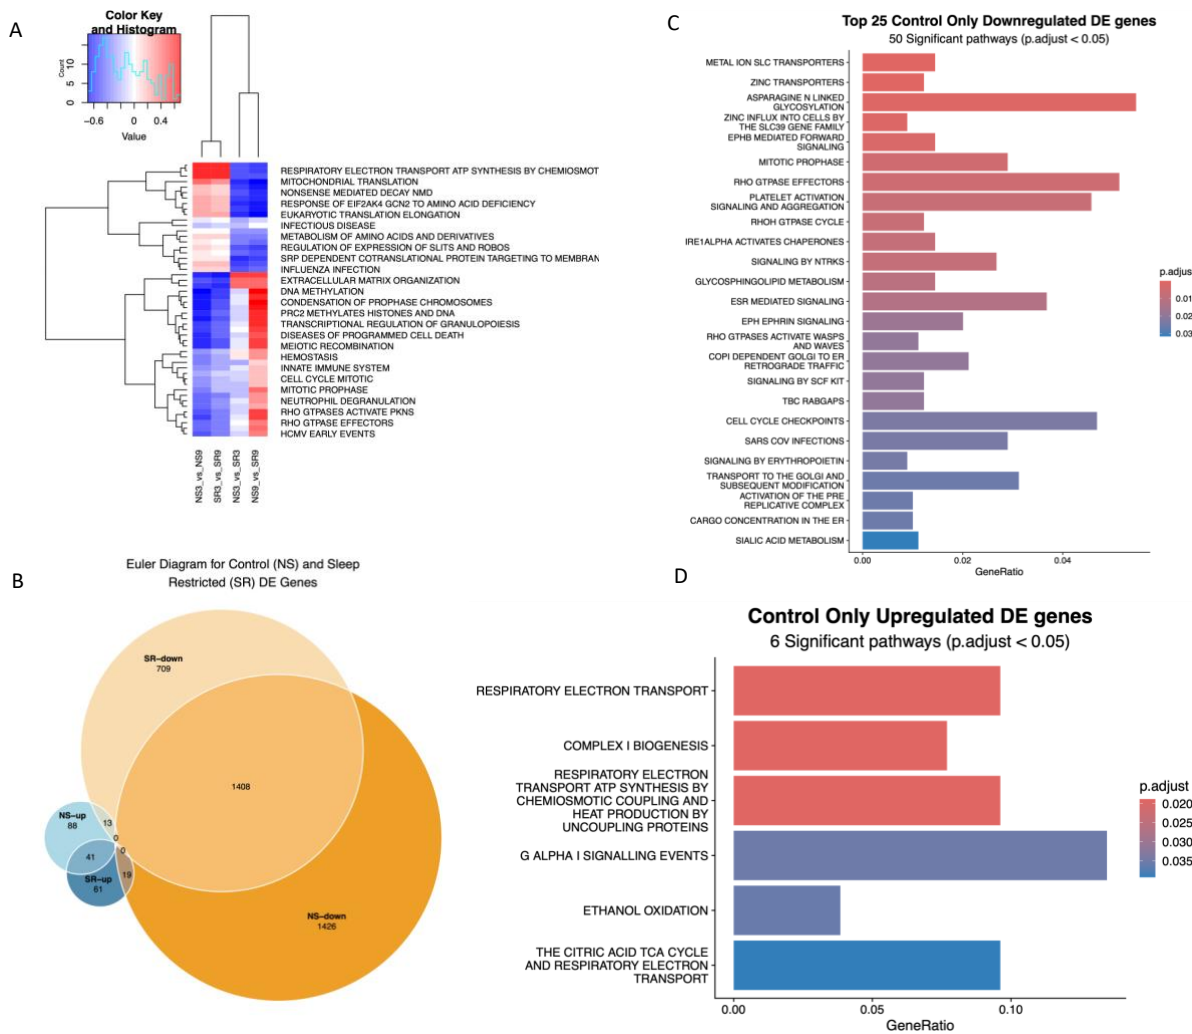 A
Color Key
and Histogram
Count
0 5 10
−0.6 0 0.4
Value
RESPIRATORY ELECTRON TRANSPORT ATP SYNTHESIS BY CHEMIOSMOT
MITOCHONDRIAL TRANSLATION
NONSENSE MEDIATED DECAY NMD
RESPONSE OF EIF2AK4 GCN2 TO AMINO ACID DEFICIENCY
EUKARYOTIC TRANSLATION ELONGATION
INFECTIOUS DISEASE
METABOLISM OF AMINO ACIDS AND DERIVATIVES
REGULATION OF EXPRESSION OF SLITS AND ROBOS
SRP DEPENDENT COTRANSLATIONAL PROTEIN TARGETING TO MEMBRAN
INFLUENZA INFECTION
EXTRACELLULAR MATRIX ORGANIZATION
DNA METHYLATION
CONDENSATION OF PROPHASE CHROMOSOMES
PRC2 METHYLATES HISTONES AND DNA
TRANSCRIPTIONAL REGULATION OF GRANULOPOIESIS
DISEASES OF PROGRAMMED CELL DEATH
MEIOTIC RECOMBINATION
HEMOSTASIS
INNATE IMMUNE SYSTEM
CELL CYCLE MITOTIC
MITOTIC PROPHASE
NEUTROPHIL DEGRANULATION
RHO GTPASES ACTIVATE PKNS
RHO GTPASE EFFECTORS
HCMV EARLY EVENTS
NS3_vs_NS9
SR3_vs_SR9
NS3_vs_SR3
NS9_vs_SR9
B
Euler Diagram for Control (NS) and Sleep
Restricted (SR) DE Genes
SR−down
709
1408
NS−up
88
13
0
0
41
19
SR−up
61
NS−down
1426
C
Top 25 Control Only Downregulated DE genes
50 Significant pathways (p.adjust < 0.05)
METAL ION SLC TRANSPORTERS
ZINC TRANSPORTERS
ASPARAGINE N LINKED
GLYCOSYLATION
ZINC INFLUX INTO CELLS BY
THE SLC39 GENE FAMILY
EPHB MEDIATED FORWARD
SIGNALING
MITOTIC PROPHASE
RHO GTPASE EFFECTORS
PLATELET ACTIVATION
SIGNALING AND AGGREGATION
RHOH GTPASE CYCLE
IRE1ALPHA ACTIVATES CHAPERONES
SIGNALING BY NTRKS
GLYCOSPHINGOLIPID METABOLISM
ESR MEDIATED SIGNALING
EPH EPHRIN SIGNALING
RHO GTPASES ACTIVATE WASPS
AND WAVES
COPI DEPENDENT GOLGI TO ER
RETROGRADE TRAFFIC
SIGNALING BY SCF KIT
TBC RABGAPS
CELL CYCLE CHECKPOINTS
SARS COV INFECTIONS
SIGNALING BY ERYTHROPOIETIN
TRANSPORT TO THE GOLGI AND
SUBSEQUENT MODIFICATION
ACTIVATION OF THE PRE
REPLICATIVE COMPLEX
CARGO CONCENTRATION IN THE ER
SIALIC ACID METABOLISM
0.00 0.02 0.04
GeneRatio
p.adj
0.01
0.02
0.03
D
Control Only Upregulated DE genes
6 Significant pathways (p.adjust < 0.05)
RESPIRATORY ELECTRON TRANSPORT
COMPLEX I BIOGENESIS
RESPIRATORY ELECTRON
TRANSPORT ATP SYNTHESIS BY
CHEMIOSMOTIC COUPLING AND
HEAT PRODUCTION BY
UNCOUPLING PROTEINS
G ALPHA I SIGNALLING EVENTS
ETHANOL OXIDATION
THE CITRIC ACID TCA CYCLE
AND RESPIRATORY ELECTRON
TRANSPORT
0.00 0.05 0.10
GeneRatio
p.adjust
0.020
0.025
0.030
0.035